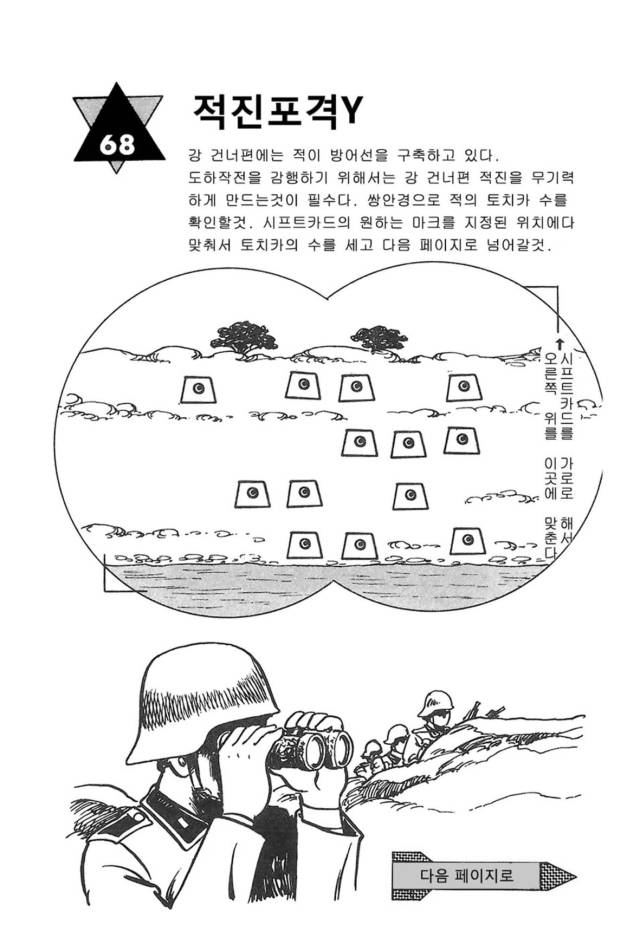 68
적진포격Y
강 건너편에는 적이 방어선을 구축하고 있다.
도하작전을 감행하기 위해서는 강 건너편 적진을 무기력
하게 만드는것이 필수다. 쌍안경으로 적의 토치카 수를
확인할것. 시프트카드의 원하는 마크를 지정된 위치에다
맞춰서 토치카의 수를 세고 다음 페이지로 넘어갈것.
↑시프트카드를 가로로 해서
오른쪽 위를 이곳에 맞춘다
다음 페이지로